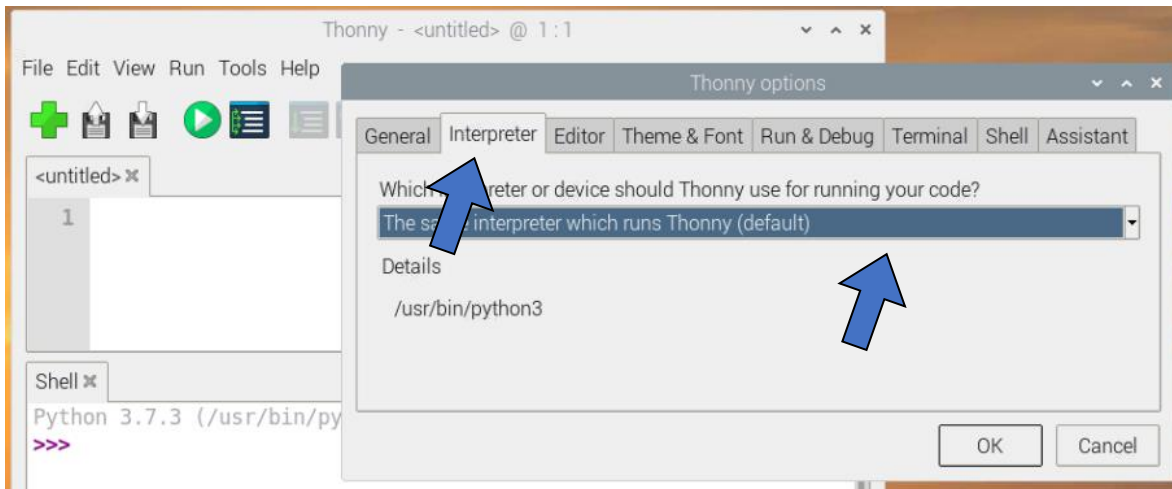 Thonny - <untitled> @ 1:1
File Edit View Run Tools Help
Thonny options
General Interpreter Editor Theme & Font Run & Debug Terminal Shell Assistant
<untitled>
Which or device should Thonny use for running your code?
1
The interpreter which runs Thonny (default)
Details
/usr/bin/python3
Shell
Python 3.7.3 (/usr/bin/py
>>>
OK Cancel